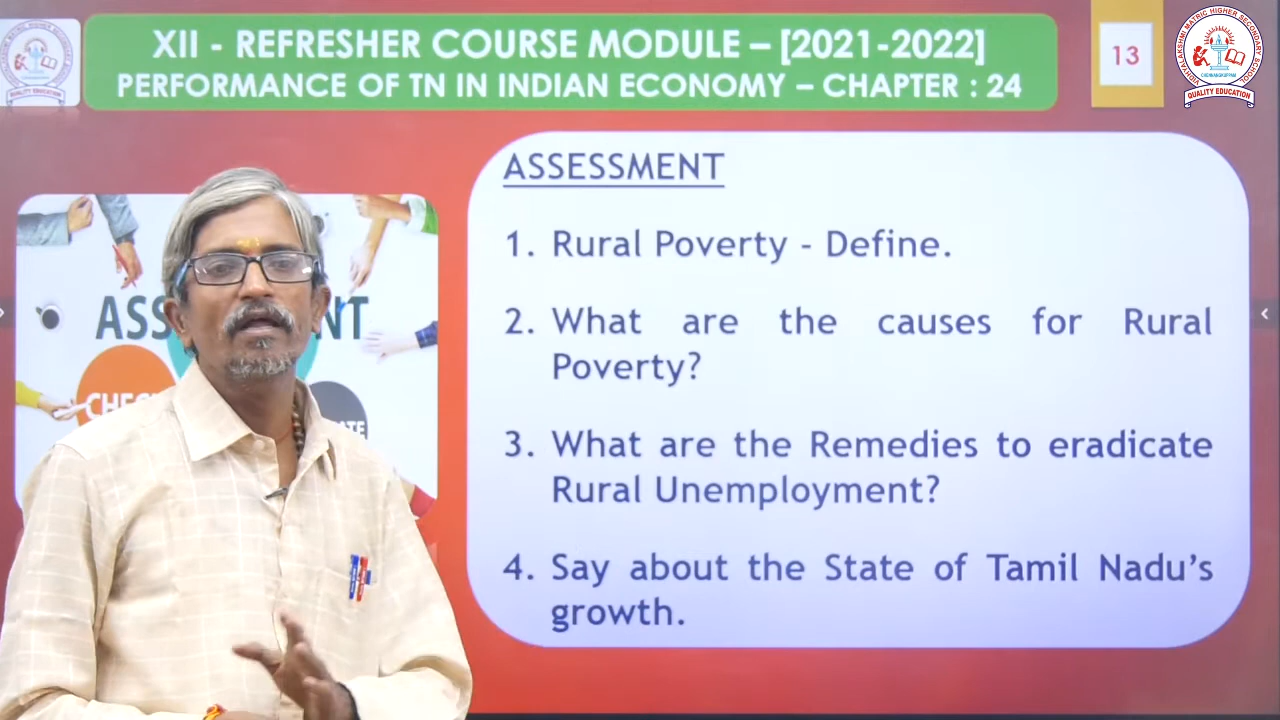 XII - REFRESHER COURSE MODULE – [2021-2022]
PERFORMANCE OF TN IN INDIAN ECONOMY – CHAPTER : 24
13
QUALITY EDUCATION
ASSESSMENT
1. Rural Poverty - Define.
2. What are the causes for Rural
Poverty?
3. What are the Remedies to eradicate
Rural Unemployment?
4. Say about the State of Tamil Nadu's
growth.